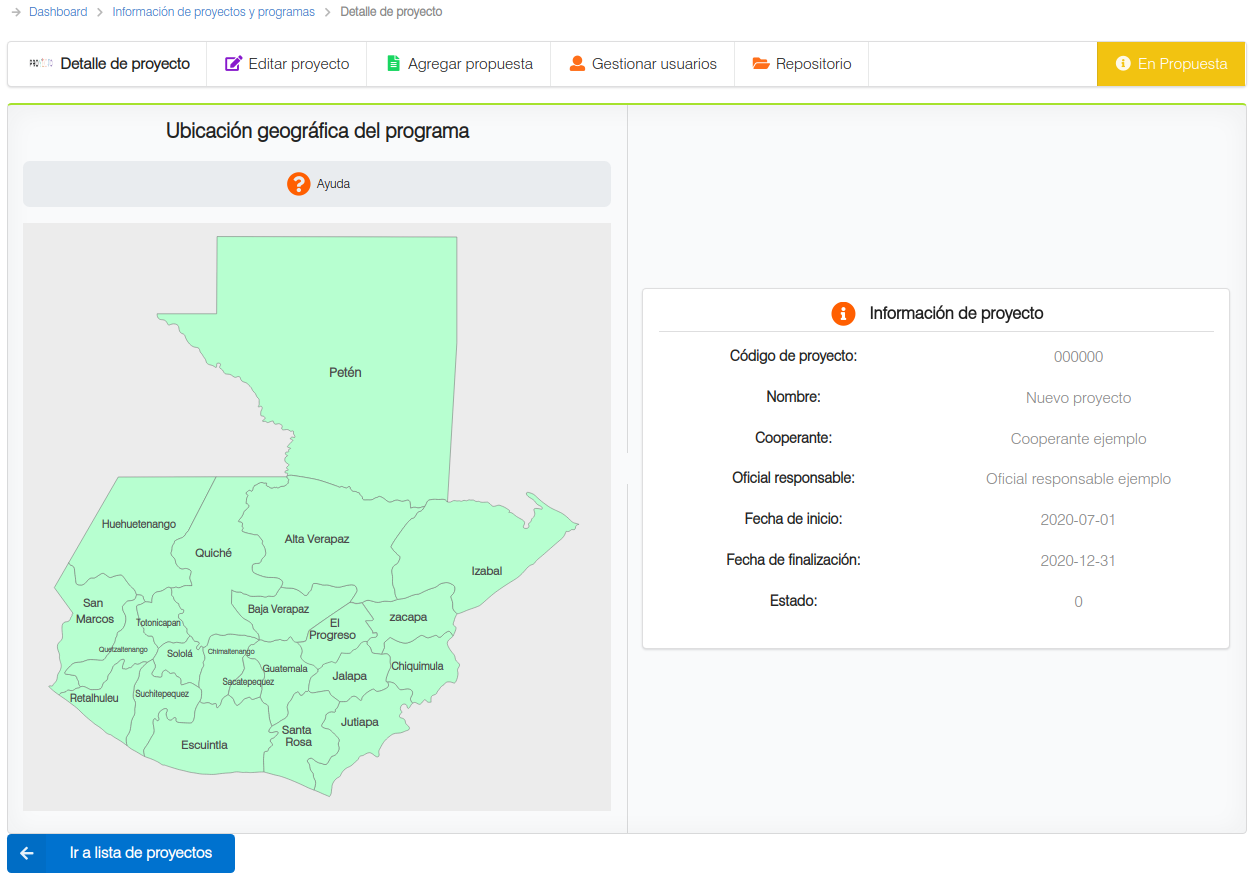 Dashboard > Información de proyectos y programas > Detalle de proyecto
Detalle de proyecto
Editar proyecto
Agregar propuesta
Gestionar usuarios
Repositorio
En Propuesta
Ubicación geográfica del programa
Ayuda
Petén
Huehuetenango
Quiché
Alta Verapaz
Izabal
San
Marcos
Totonicapan
Baja Verapaz
El
Progreso
zacapa
Quetzaltenango
Sololá
Chimaltenango
Guatemala
Sacatepequez
Jalapa
Chiquimula
Retalhuleu
Suchitepequez
Escuintla
Santa
Rosa
Jutiapa
Información de proyecto
Código de proyecto: 000000
Nombre: Nuevo proyecto
Cooperante: Cooperante ejemplo
Oficial responsable: Oficial responsable ejemplo
Fecha de inicio: 2020-07-01
Fecha de finalización: 2020-12-31
Estado: 0
Ir a lista de proyectos